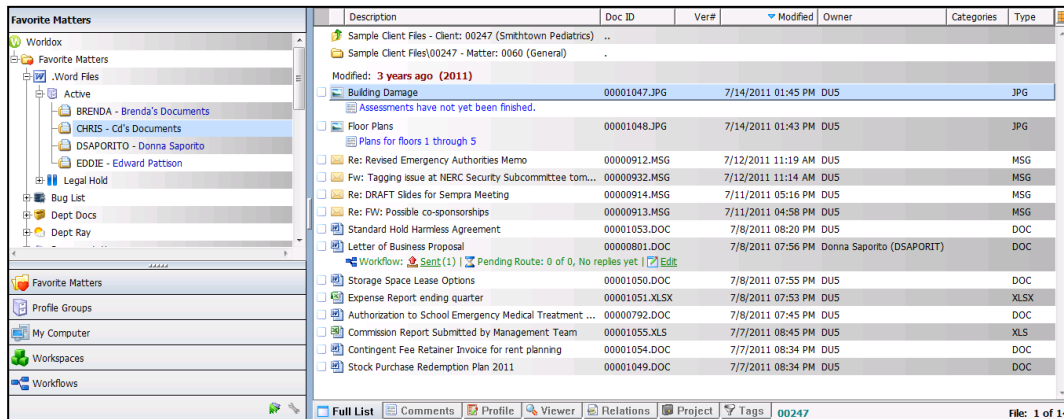 Favorite Matters
Worldox
Favorite Matters
.Word Files
Active
BRENDA - Brenda's Documents
CHRIS - Cd's Documents
DSAPORITO - Donna Saporito
EDDIE - Edward Pattison
Legal Hold
Bug List
Dept Docs
Dept Ray
Favorite Matters
Profile Groups
My Computer
Workspaces
Workflows
Description Doc ID Ver# Modified Owner Categories Type
Sample Client Files - Client: 00247 (Smithtown Pediatrics) ..
Sample Client Files\00247 - Matter: 0060 (General) .
Modified: 3 years ago (2011)
Building Damage 00001047.JPG 7/14/2011 01:45 PM DU5 JPG
Assessments have not yet been finished.
Floor Plans 00001048.JPG 7/14/2011 01:43 PM DU5 JPG
Plans for floors 1 through 5
Re: Revised Emergency Authorities Memo 00000912.MSG 7/12/2011 11:19 AM DU5 MSG
Fw: Tagging issue at NERC Security Subcommittee tom... 00000932.MSG 7/12/2011 11:14 AM DU5 MSG
Re: DRAFT Slides for Sempra Meeting 00000914.MSG 7/11/2011 05:16 PM DU5 MSG
Re: FW: Possible co-sponsorships 00000913.MSG 7/11/2011 04:58 PM DU5 MSG
Standard Hold Harmless Agreement 00001053.DOC 7/8/2011 08:20 PM DU5 DOC
Letter of Business Proposal 00000801.DOC 7/8/2011 07:56 PM Donna Saporito (DSAPORIT) DOC
Workflow: Sent(1) | Pending Route: 0 of 0, No replies yet | Edit
Storage Space Lease Options 00001050.DOC 7/8/2011 07:55 PM DU5 DOC
Expense Report ending quarter 00001051.XLSX 7/8/2011 07:53 PM DU5 XLSX
Authorization to School Emergency Medical Treatment ... 00000792.DOC 7/8/2011 07:45 PM DU5 DOC
Commission Report Submitted by Management Team 00001055.XLS 7/7/2011 08:45 PM DU5 XLS
Contingent Fee Retainer Invoice for rent planning 00001054.DOC 7/7/2011 08:34 PM DU5 DOC
Stock Purchase Redemption Plan 2011 00001049.DOC 7/7/2011 08:34 PM DU5 DOC
Full List Comments Profile Viewer Relations Project Tags 00247 File: 1 of